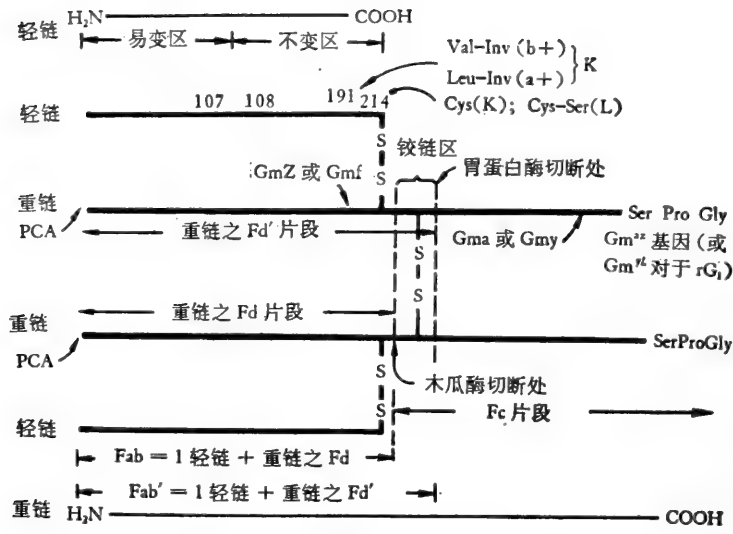 轻链 H₂N COOH
易变区 不变区
Val-Inv (b+)
Leu-Inv (a+) } K
轻链 107 108 191 214 Cys(K); Cys-Ser(L)
S
S
铰链区
GmZ 或 Gmf 胃蛋白酶切断处
重链 Ser Pro Gly
PCA 重链之 Fd′ 片段 Gma 或 Gmy Gmᵃᶻ 基因 (或
S Gmʸᶠ 对于 rG₁)
S
重链 重链之 Fd 片段
SerProGly
PCA
S 木瓜酶切断处
S Fc 片段
轻链
Fab = 1 轻链 + 重链之 Fd
Fab′ = 1 轻链 + 重链之 Fd′
重链 H₂N COOH